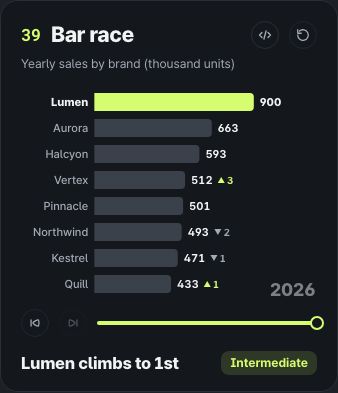 39 Bar race
Yearly sales by brand (thousand units)
Lumen 900
Aurora 663
Halcyon 593
Vertex 512 ▲3
Pinnacle 501
Northwind 493 ▼2
Kestrel 471 ▼1
Quill 433 ▲1
2026
Lumen climbs to 1st Intermediate